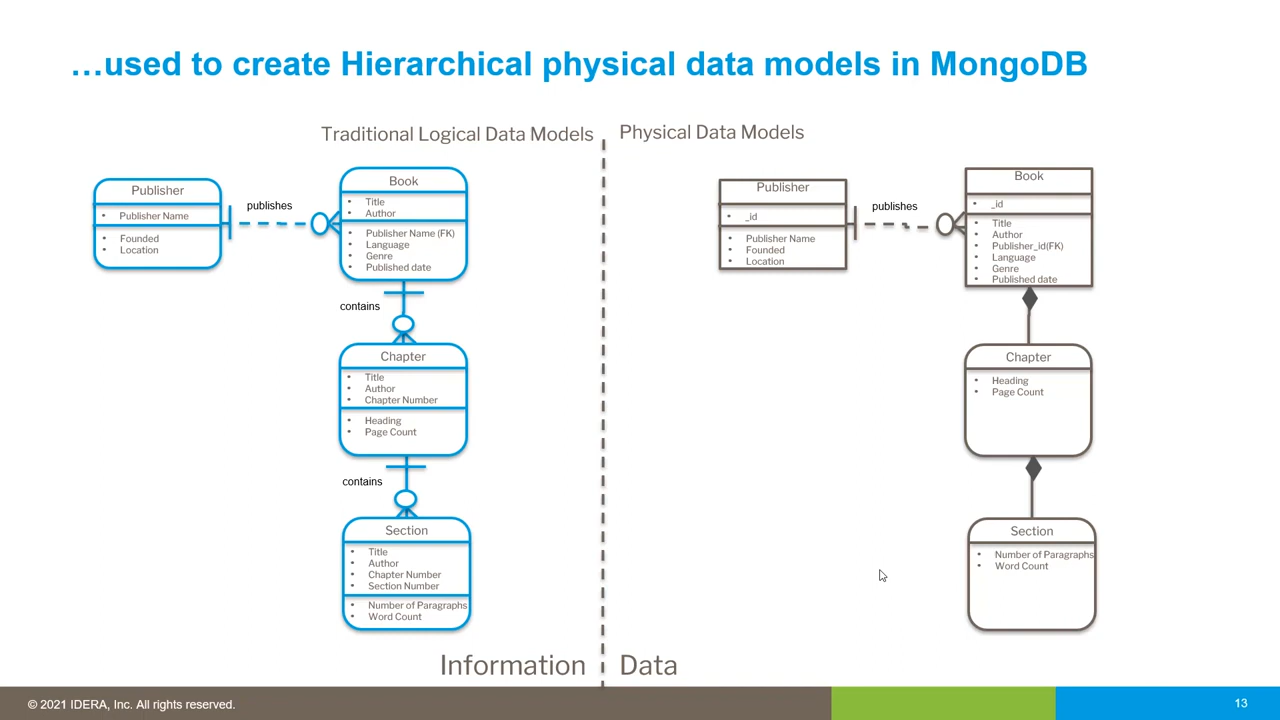 …used to create Hierarchical physical data models in MongoDB
Traditional Logical Data Models
Physical Data Models
Publisher
• Publisher Name
• Founded
• Location
publishes
Book
• Title
• Author
• Publisher Name (FK)
• Language
• Genre
• Published date
contains
Chapter
• Title
• Author
• Chapter Number
• Heading
• Page Count
contains
Section
• Title
• Author
• Chapter Number
• Section Number
• Number of Paragraphs
• Word Count
Publisher
• _id
• Publisher Name
• Founded
• Location
publishes
Book
• _id
• Title
• Author
• Publisher_id(FK)
• Language
• Genre
• Published date
Chapter
• Heading
• Page Count
Section
• Number of Paragraphs
• Word Count
Information
Data
© 2021 IDERA, Inc. All rights reserved.
13